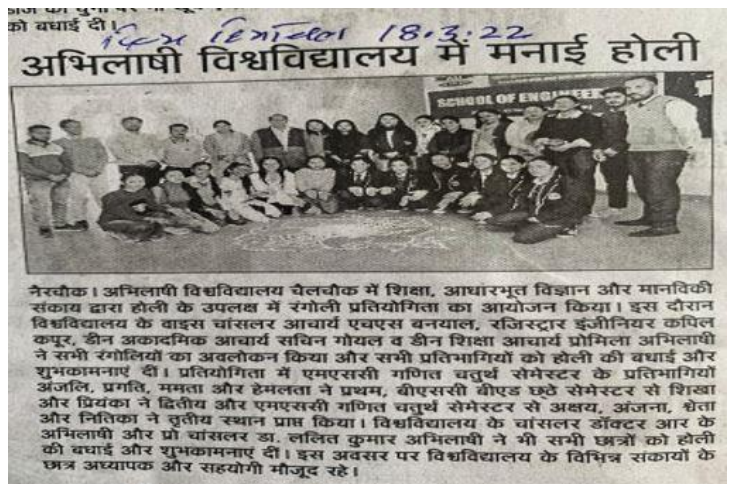 को बधाई दी।
18.3.22
अभिलाषी विश्वविद्यालय में मनाई होली
SCHOOL OF ENGINEER
नैरचौक। अभिलाषी विश्वविद्यालय चैलचौक में शिक्षा, आधारभूत विज्ञान और मानविकी
संकाय द्वारा होली के उपलक्ष में रंगोली प्रतियोगिता का आयोजन किया। इस दौरान
विश्वविद्यालय के वाइस चांसलर आचार्य एचएस बनयाल, रजिस्ट्रार इंजीनियर कपिल
कपूर, डीन अकादमिक आचार्य सचिन गोयल व डीन शिक्षा आचार्य प्रोमिला अभिलाषी
ने सभी रंगोलियों का अवलोकन किया और सभी प्रतिभागियों को होली की बधाई और
शुभकामनाएं दीं। प्रतियोगिता में एमएससी गणित चतुर्थ सेमेस्टर के प्रतिभागियों
अंजलि, प्रगति, ममता और हेमलता ने प्रथम, बीएससी बीएड छठे सेमेस्टर से शिखा
और प्रियंका ने द्वितीय और एमएससी गणित चतुर्थ सेमेस्टर से अक्षय, अंजना, श्वेता
और नितिका ने तृतीय स्थान प्राप्त किया। विश्वविद्यालय के चांसलर डॉक्टर आर के
अभिलाषी और प्रो चांसलर डा. ललित कुमार अभिलाषी ने भी सभी छात्रों को होली
की बधाई और शुभकामनाएं दी। इस अवसर पर विश्वविद्यालय के विभिन्न संकायों के
छात्र अध्यापक और सहयोगी मौजूद रहे।